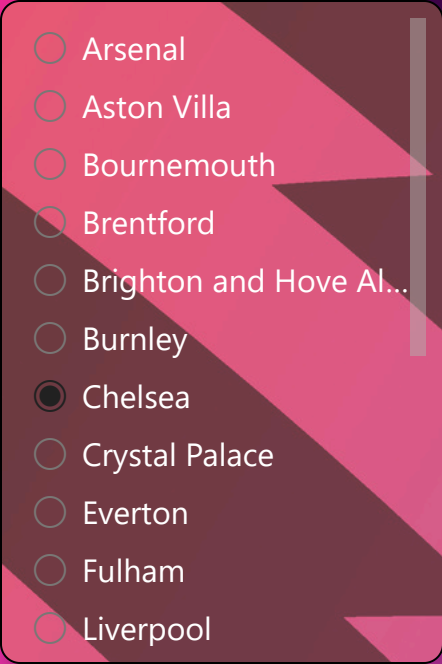 Arsenal
Aston Villa
Bournemouth
Brentford
Brighton and Hove Al...
Burnley
Chelsea
Crystal Palace
Everton
Fulham
Liverpool